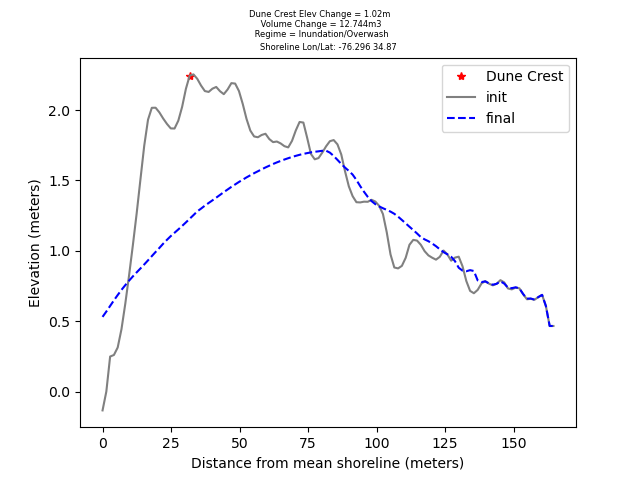 Dune Crest Elev Change = 1.02m
Volume Change = 12.744m3
Regime = Inundation/Overwash
Shoreline Lon/Lat: -76.296 34.87
Dune Crest
init
final
Elevation (meters)
2.0
1.5
1.0
0.5
0.0
0 25 50 75 100 125 150
Distance from mean shoreline (meters)